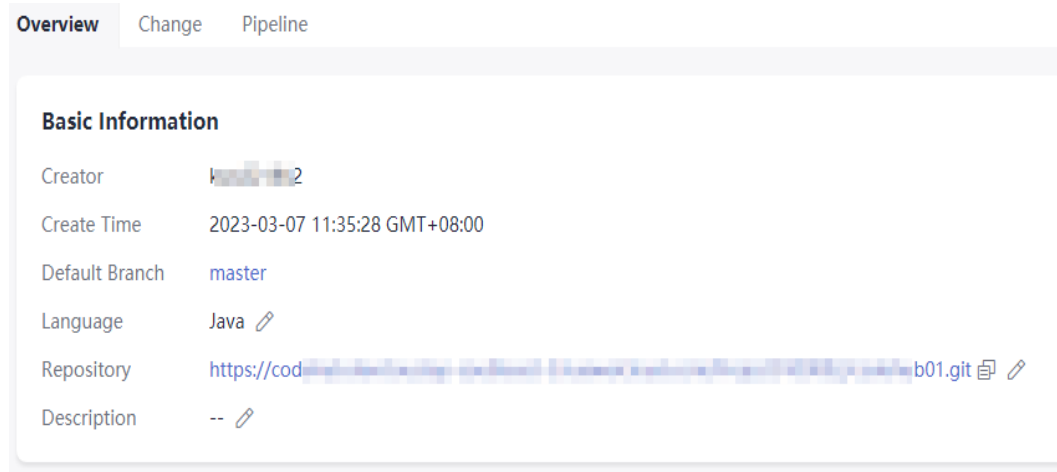 Overview Change Pipeline
Basic Information
Creator
Create Time 2023-03-07 11:35:28 GMT+08:00
Default Branch master
Language Java
Repository
Description --